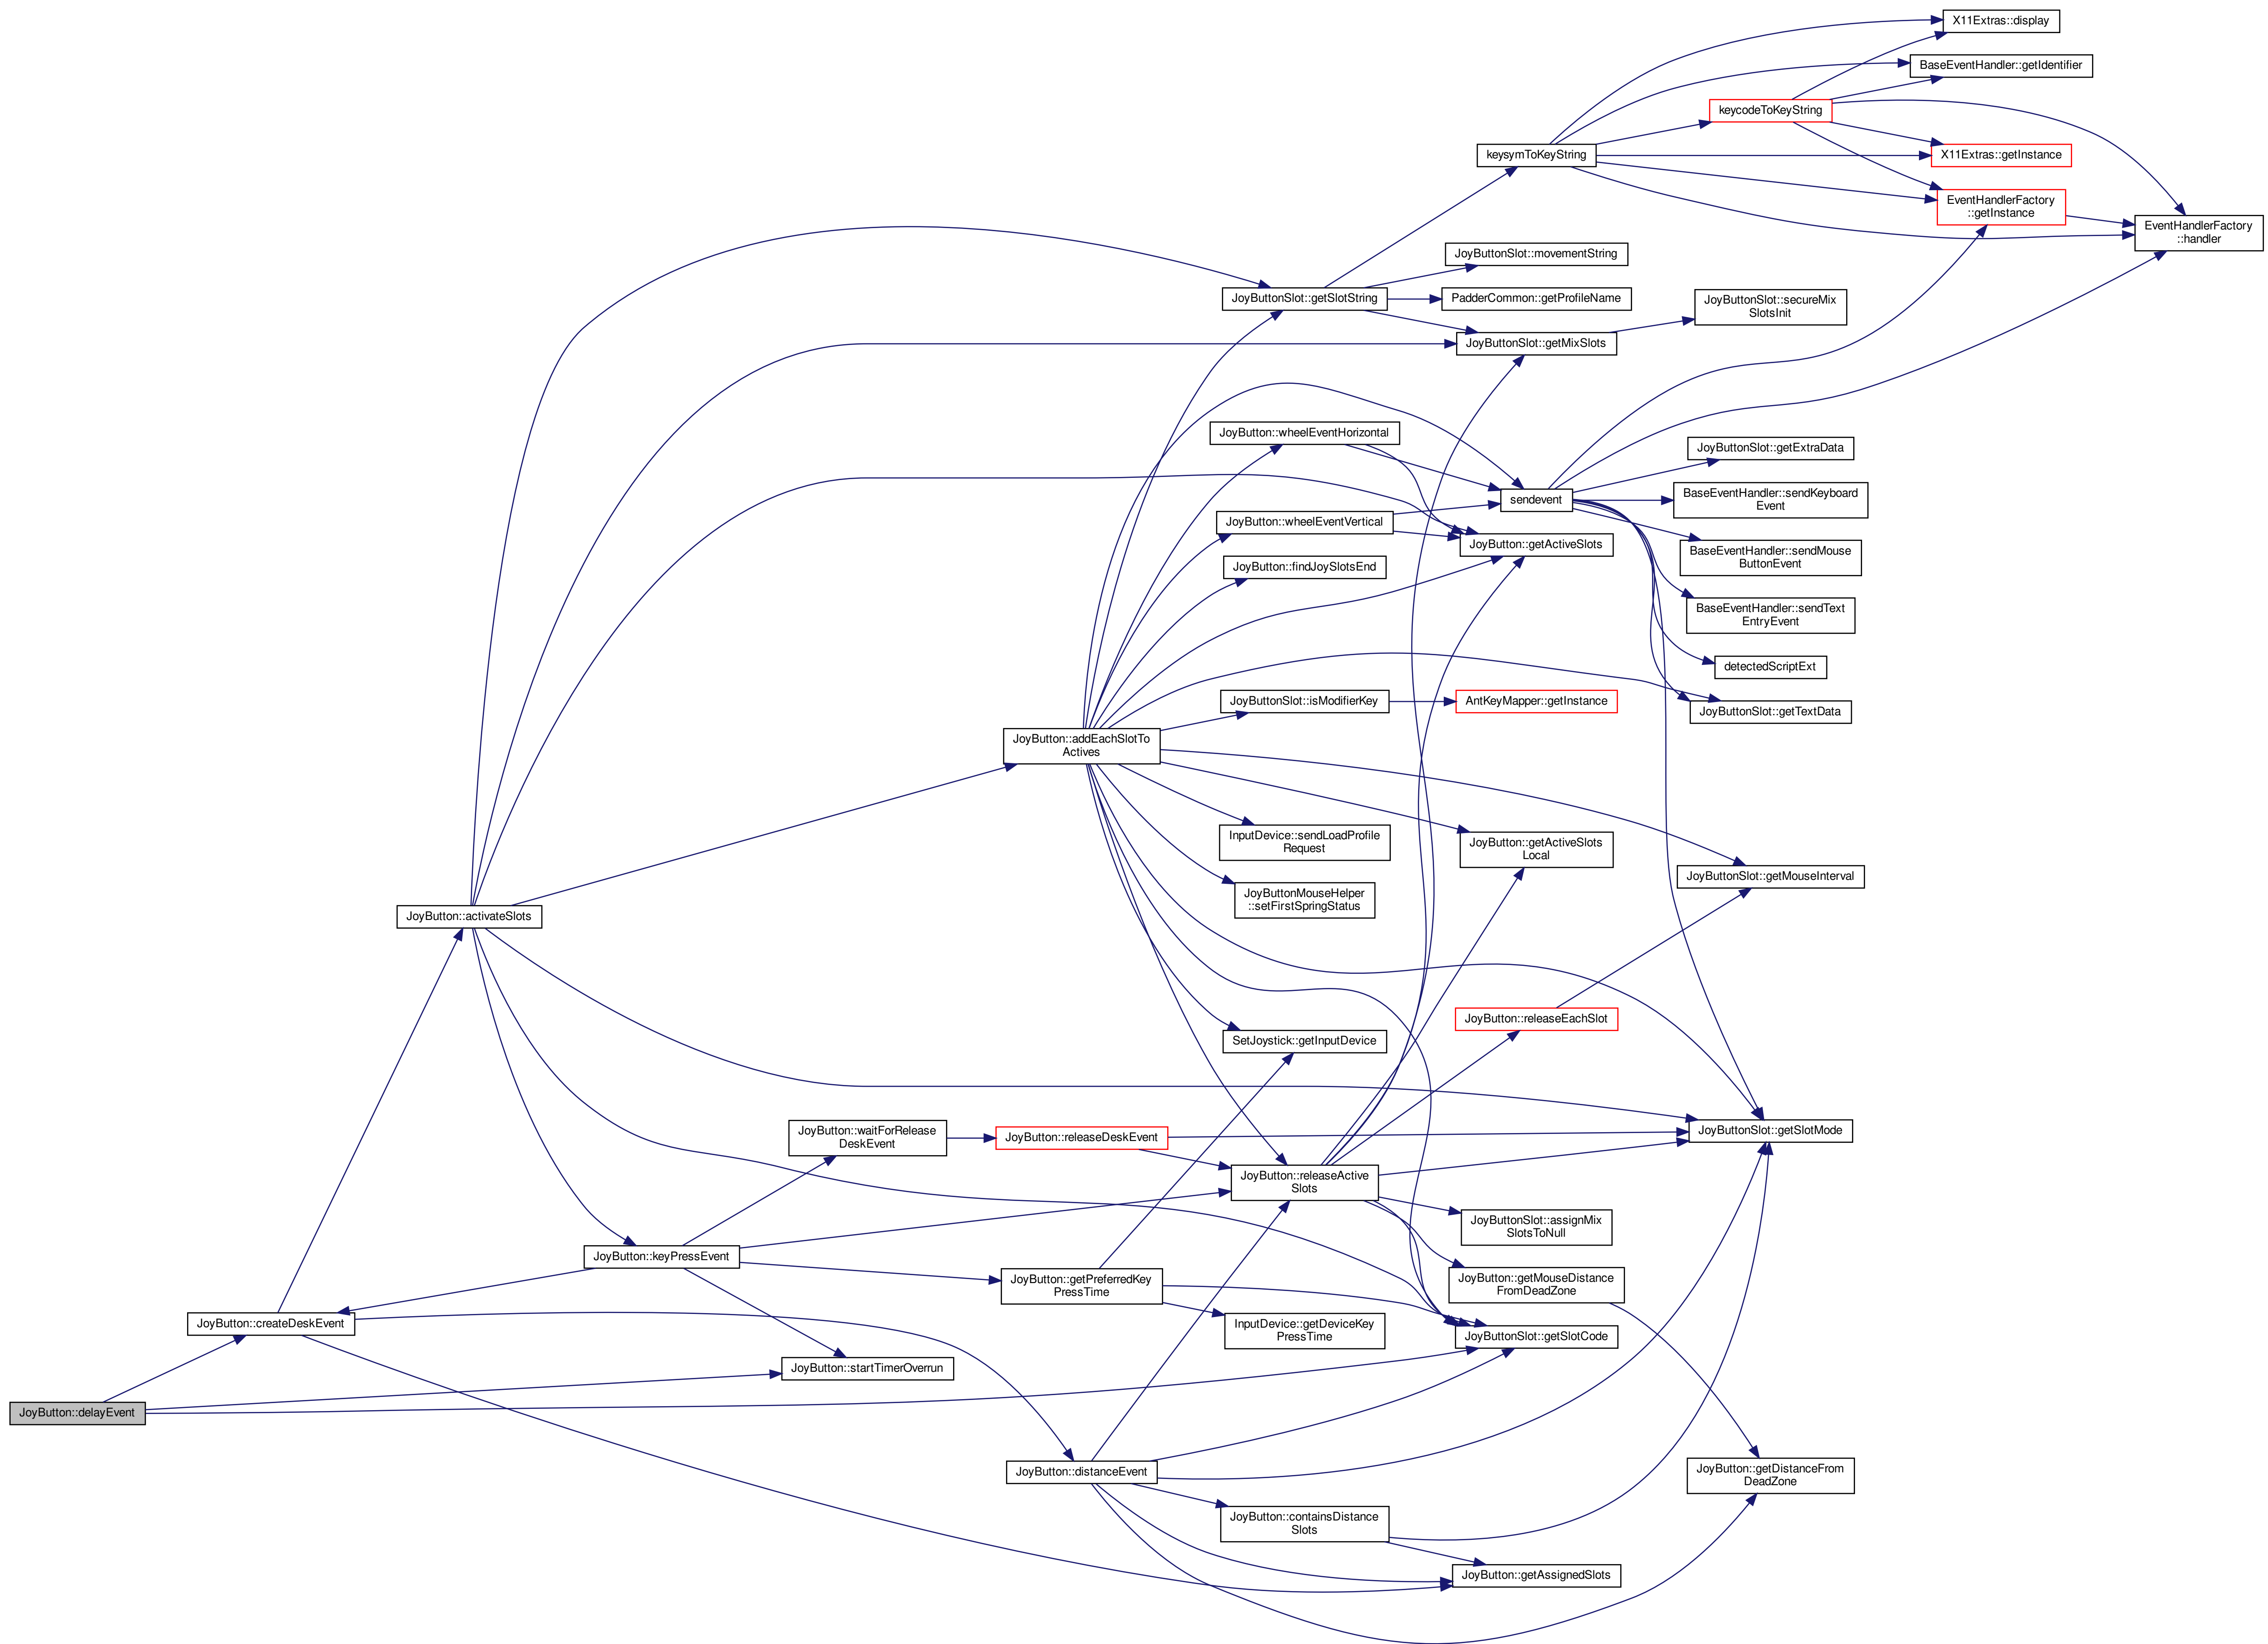 X11Extras::display
BaseEventHandler::getIdentifier
keycodeToKeyString
keysymToKeyString
X11Extras::getInstance
EventHandlerFactory
::getInstance
EventHandlerFactory
::handler
JoyButtonSlot::movementString
JoyButtonSlot::getSlotString
PadderCommon::getProfileName
JoyButtonSlot::secureMix
SlotsInit
JoyButtonSlot::getMixSlots
JoyButton::wheelEventHorizontal
JoyButtonSlot::getExtraData
sendevent
BaseEventHandler::sendKeyboard
Event
JoyButton::wheelEventVertical
JoyButton::getActiveSlots
BaseEventHandler::sendMouse
ButtonEvent
JoyButton::findJoySlotsEnd
BaseEventHandler::sendText
EntryEvent
detectedScriptExt
JoyButtonSlot::isModifierKey
AntKeyMapper::getInstance
JoyButtonSlot::getTextData
JoyButton::addEachSlotTo
Actives
InputDevice::sendLoadProfile
Request
JoyButton::getActiveSlots
Local
JoyButtonSlot::getMouseInterval
JoyButtonMouseHelper
::setFirstSpringStatus
JoyButton::activateSlots
JoyButton::releaseEachSlot
SetJoystick::getInputDevice
JoyButton::waitForRelease
DeskEvent
JoyButton::releaseDeskEvent
JoyButtonSlot::getSlotMode
JoyButton::releaseActive
Slots
JoyButtonSlot::assignMix
SlotsToNull
JoyButton::keyPressEvent
JoyButton::getPreferredKey
PressTime
JoyButton::getMouseDistance
FromDeadZone
JoyButton::createDeskEvent
InputDevice::getDeviceKey
PressTime
JoyButtonSlot::getSlotCode
JoyButton::startTimerOverrun
JoyButton::delayEvent
JoyButton::distanceEvent
JoyButton::getDistanceFrom
DeadZone
JoyButton::containsDistance
Slots
JoyButton::getAssignedSlots